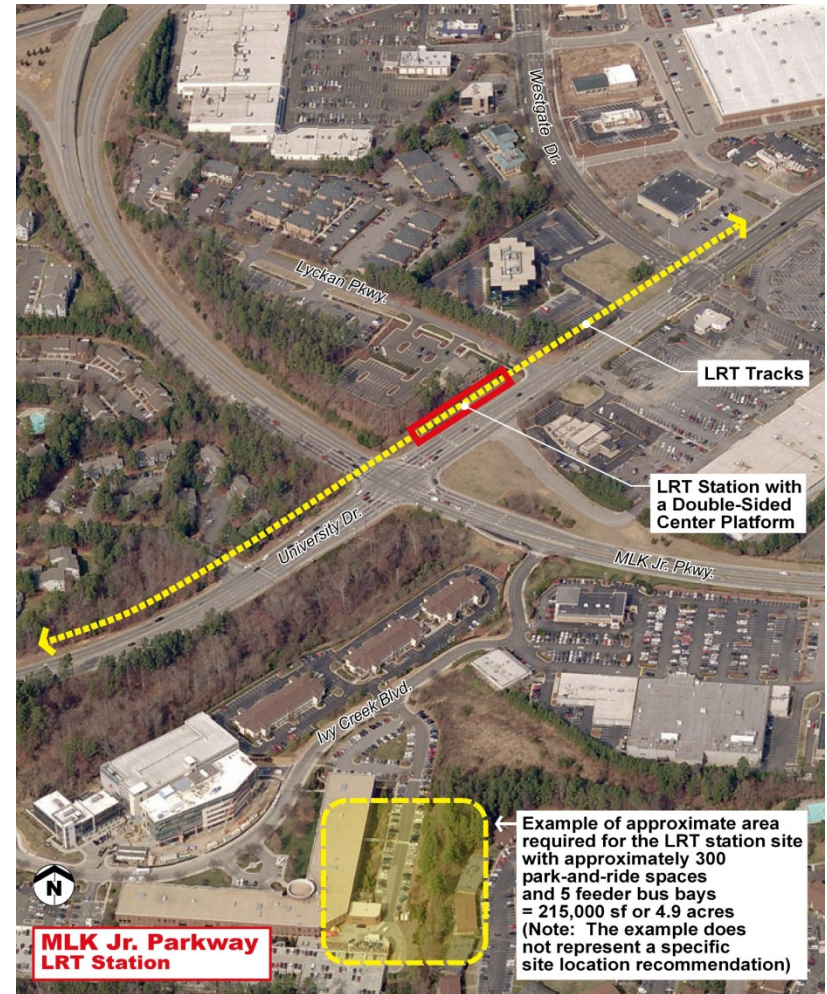 Westgate Dr.
Lyckan Pkwy.
LRT Tracks
LRT Station with
a Double-Sided
Center Platform
University Dr.
MLK Jr. Pkwy.
Ivy Creek Blvd.
Example of approximate area
required for the LRT station site
with approximately 300
park-and-ride spaces
and 5 feeder bus bays
= 215,000 sf or 4.9 acres
(Note: The example does
not represent a specific
site location recommendation)
N
MLK Jr. Parkway
LRT Station